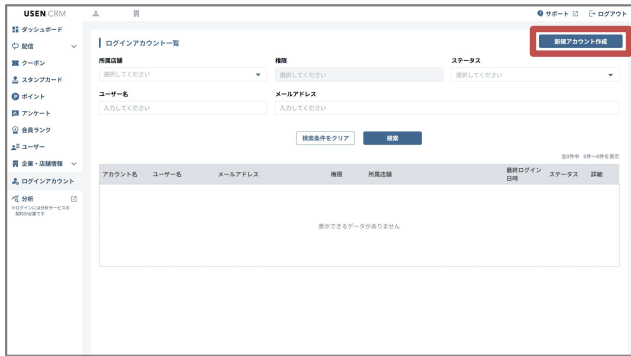 USEN CRM
サポート
ログアウト
ダッシュボード
配信
クーポン
スタンプカード
ポイント
アンケート
会員ランク
ユーザー
企業・店舗情報
ログインアカウント
分析
※ログインには分析サービスの
契約が必要です
ログインアカウント一覧
新規アカウント作成
所属店舗 権限 ステータス
選択してください 選択してください 選択してください
ユーザー名 メールアドレス
入力してください 入力してください
検索条件をクリア 検索
全0件中 0件〜0件を表示
アカウント名 ユーザー名 メールアドレス 権限 所属店舗 最終ログイン日時 ステータス 詳細
表示できるデータがありません